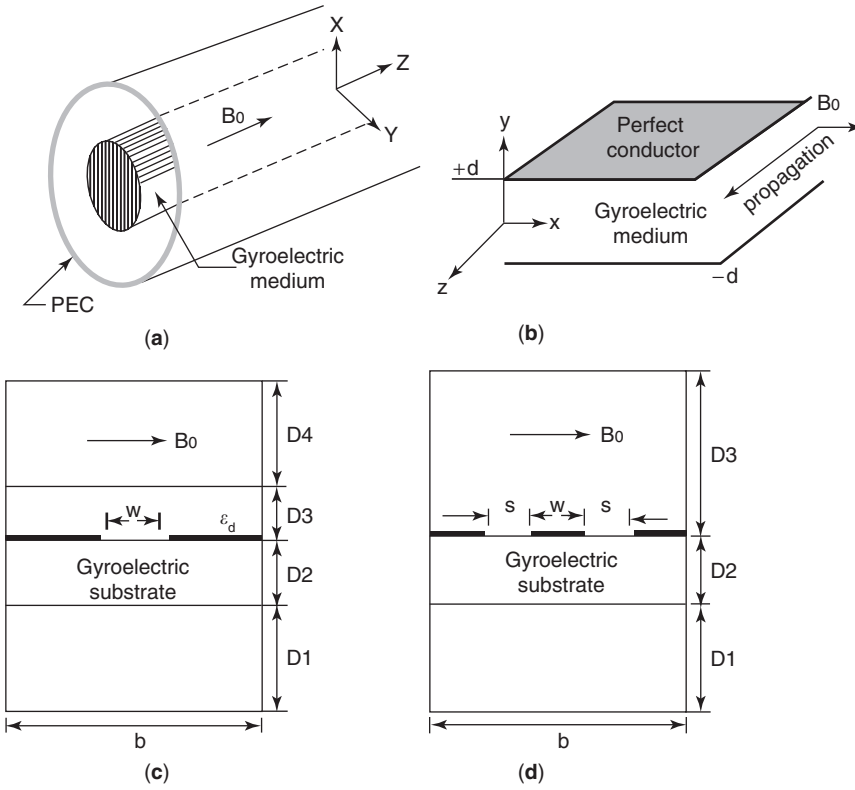 X
Z
Y
B0
Gyroelectric
medium
PEC
(a)
B0
y
Perfect
conductor
+d
propagation
Gyroelectric
medium
x
z
−d
(b)
B0
D4
w
εd
D3
Gyroelectric
substrate
D2
D1
b
(c)
B0
D3
s
w
s
Gyroelectric
substrate
D2
D1
b
(d)